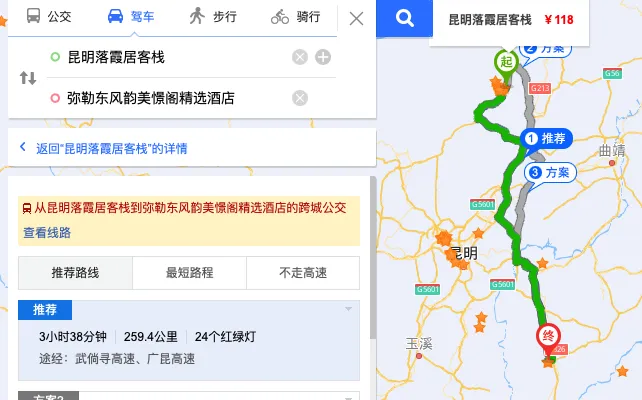 公交
驾车
步行
骑行
昆明落霞居客栈
弥勒东风韵美憬阁精选酒店
返回“昆明落霞居客栈”的详情
从昆明落霞居客栈到弥勒东风韵美憬阁精选酒店的跨城公交
查看线路
推荐路线
最短路程
不走高速
推荐
3小时38分钟
259.4公里
24个红绿灯
途经：武倘寻高速、广昆高速
昆明落霞居客栈 ¥118
2 方案
起
G56
G213
1 推荐
曲靖
3 方案
G5601
昆明
G5601
G5601
终
玉溪